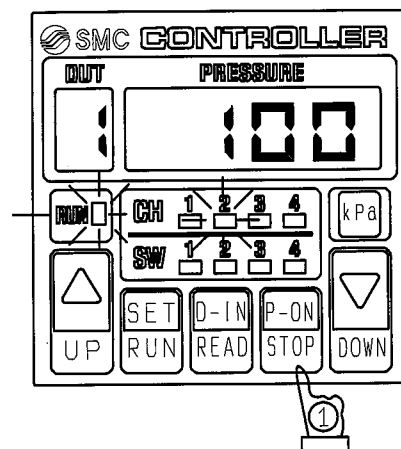 SMC CONTROLLER
OUT PRESSURE
1 100
RUN CH 1 2 3 4 kPa
SW 1 2 3 4
UP SET RUN D-IN READ P-ON STOP DOWN
①